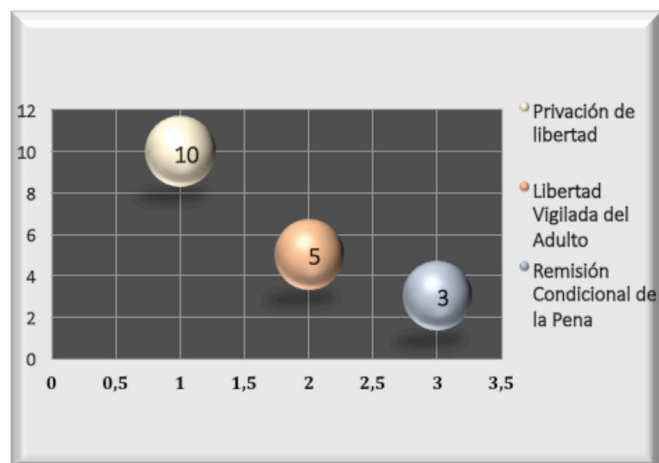 12
10
8
6
4
2
0
10
5
3
0 0,5 1 1,5 2 2,5 3 3,5
Privación de
libertad
Libertad
Vigilada del
Adulto
Remisión
Condicional de
la Pena